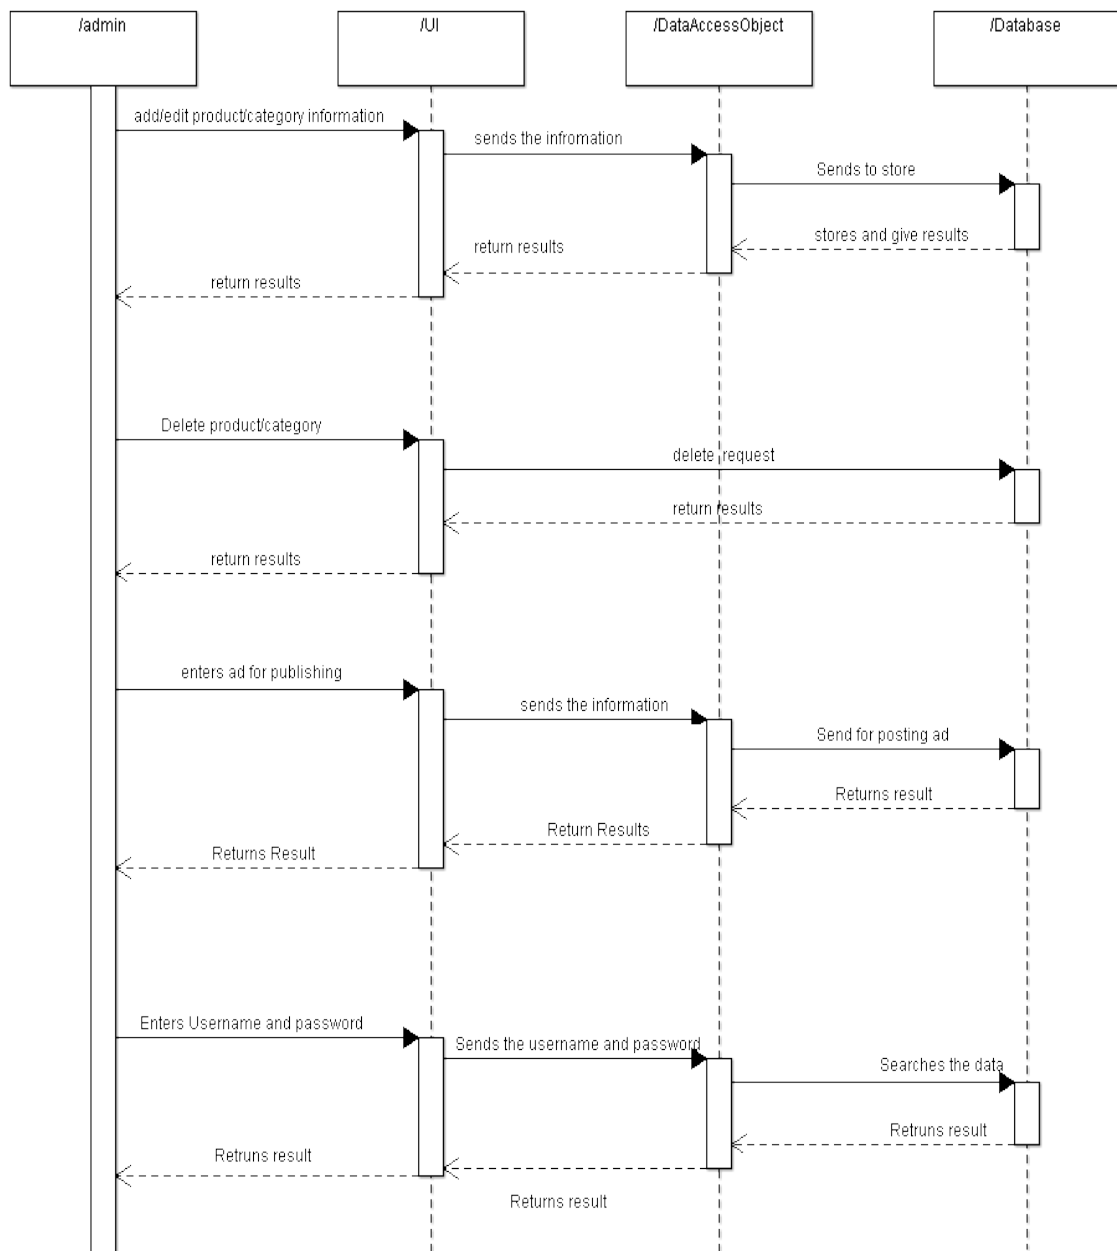 /admin
/UI
/DataAccessObject
/Database
add/edit product/category information
sends the infromation
Sends to store
stores and give results
return results
return results
Delete product/category
delete request
return results
return results
enters ad for publishing
sends the information
Send for posting ad
Returns result
Return Results
Returns Result
Enters Username and password
Sends the username and password
Searches the data
Retruns result
Retruns result
Returns result